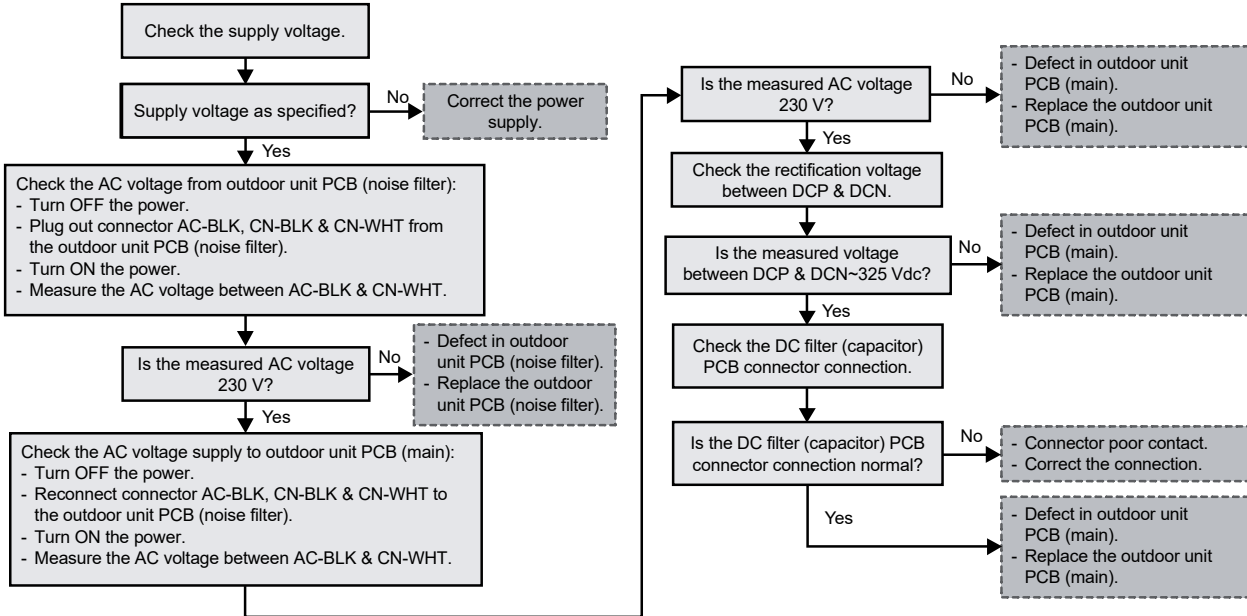 Check the supply voltage.
Supply voltage as specified?
No
Correct the power
supply.
Yes
Check the AC voltage from outdoor unit PCB (noise filter):
- Turn OFF the power.
- Plug out connector AC-BLK, CN-BLK & CN-WHT from
the outdoor unit PCB (noise filter).
- Turn ON the power.
- Measure the AC voltage between AC-BLK & CN-WHT.
Is the measured AC voltage
230 V?
No
- Defect in outdoor
unit PCB (noise filter).
- Replace the outdoor
unit PCB (noise filter).
Yes
Check the AC voltage supply to outdoor unit PCB (main):
- Turn OFF the power.
- Reconnect connector AC-BLK, CN-BLK & CN-WHT to
the outdoor unit PCB (noise filter).
- Turn ON the power.
- Measure the AC voltage between AC-BLK & CN-WHT.
Is the measured AC voltage
230 V?
No
- Defect in outdoor unit
PCB (main).
- Replace the outdoor unit
PCB (main).
Yes
Check the rectification voltage
between DCP & DCN.
Is the measured voltage
between DCP & DCN~325 Vdc?
No
- Defect in outdoor unit
PCB (main).
- Replace the outdoor unit
PCB (main).
Yes
Check the DC filter (capacitor)
PCB connector connection.
Is the DC filter (capacitor) PCB
connector connection normal?
No
- Connector poor contact.
- Correct the connection.
Yes
- Defect in outdoor unit
PCB (main).
- Replace the outdoor unit
PCB (main).